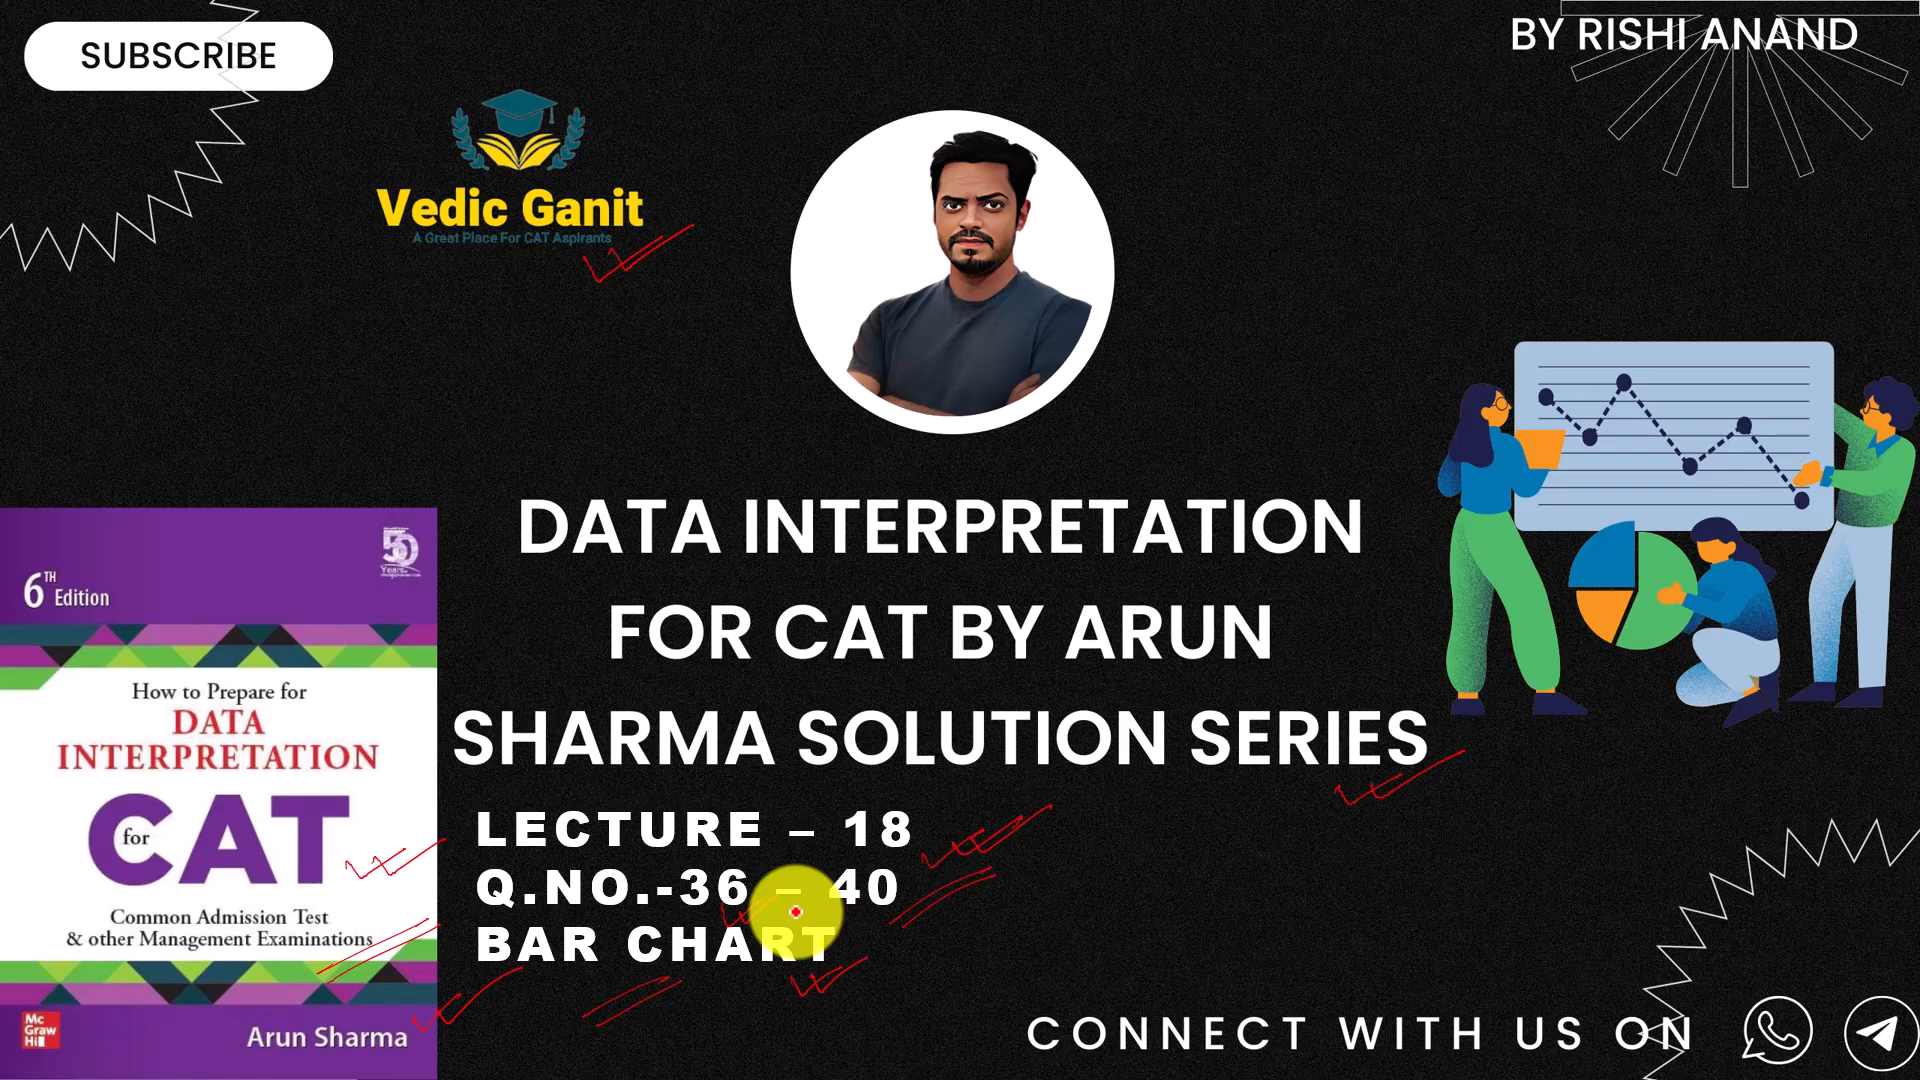 SUBSCRIBE
BY RISHI ANAND
Vedic Ganit
A Great Place For CAT Aspirants
DATA INTERPRETATION
FOR CAT BY ARUN
SHARMA SOLUTION SERIES
LECTURE – 18
Q.NO.-36 – 40
BAR CHART
50
Years
6TH Edition
How to Prepare for
DATA
INTERPRETATION
for CAT
Common Admission Test
& other Management Examinations
Mc
Graw
Hill
Arun Sharma
CONNECT WITH US ON